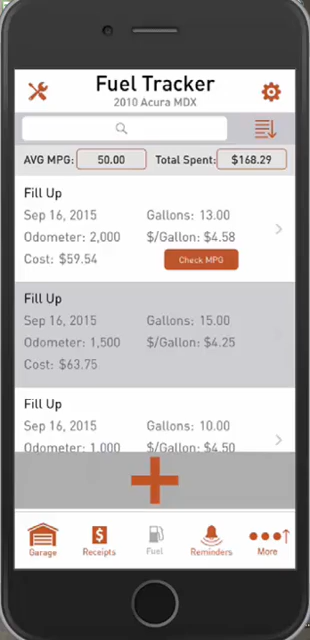 Fuel Tracker
2010 Acura MDX
AVG MPG: 50.00 Total Spent: $168.29
Fill Up
Sep 16, 2015 Gallons: 13.00
Odometer: 2,000 $/Gallon: $4.58
Cost: $59.54 Check MPG
Fill Up
Sep 16, 2015 Gallons: 15.00
Odometer: 1,500 $/Gallon: $4.25
Cost: $63.75
Fill Up
Sep 16, 2015 Gallons: 10.00
Odometer: 1,000 $/Gallon: $4.50
Garage Receipts Fuel Reminders More